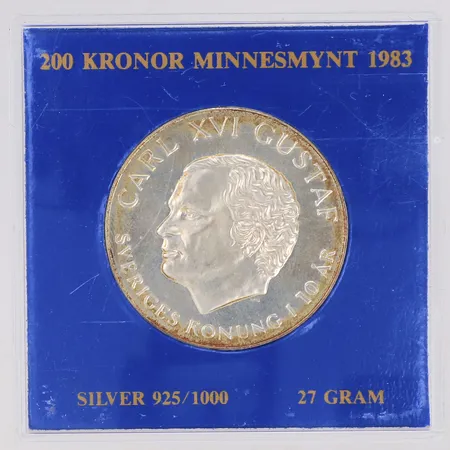 200 KRONOR MINNESMYNT 1983
CARL XVI GUSTAF
SVERIGES KONUNG I 10 ÅR
SILVER 925/1000 27 GRAM